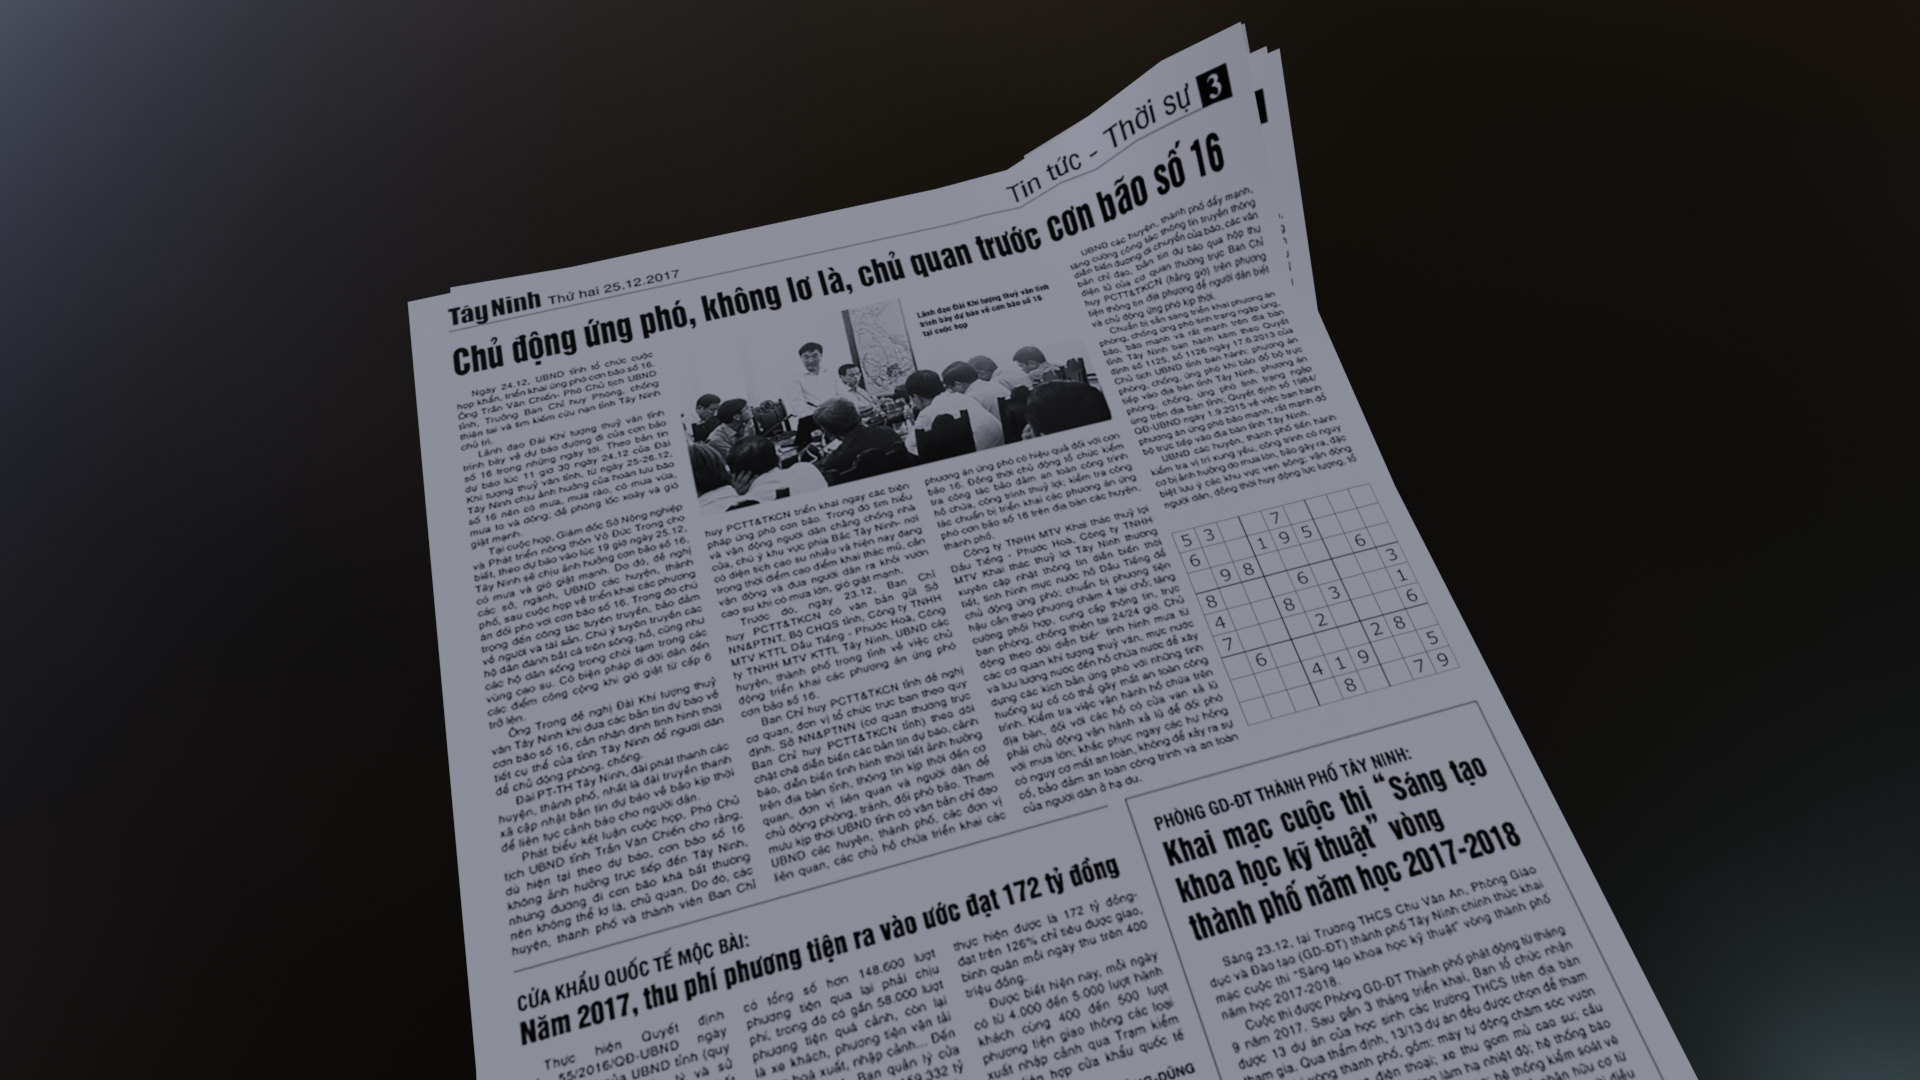 Tây Ninh Thứ hai 25.12.2017
Tin tức - Thời sự 3
Chủ động ứng phó, không lơ là, chủ quan trước cơn bão số 16
Ngày 24.12, UBND tỉnh tổ chức cuộc
họp khẩn, triển khai ứng phó cơn bão số 16.
Ông Trần Văn Chiến- Phó Chủ tịch UBND
tỉnh, Trưởng Ban Chỉ huy Phòng, chống
thiên tai và tìm kiếm cứu nạn tỉnh Tây Ninh
chủ trì.
Lãnh đạo Đài Khí tượng thuỷ văn tỉnh
trình bày về dự báo đường đi của cơn bão
số 16 trong những ngày tới. Theo bản tin
dự báo lúc 11 giờ 30 ngày 24.12 của Đài
Khí tượng thuỷ văn tỉnh, từ ngày 25-26.12,
Tây Ninh chịu ảnh hưởng của hoàn lưu bão
số 16 nên có mưa, mưa rào, có mưa vừa,
mưa to và dông; đề phòng lốc xoáy và gió
giật mạnh.
Tại cuộc họp, Giám đốc Sở Nông nghiệp
và Phát triển nông thôn Võ Đức Trong cho
biết, theo dự báo vào lúc 19 giờ ngày 25.12,
Tây Ninh sẽ chịu ảnh hưởng cơn bão số 16,
có mưa và gió giật mạnh. Do đó, đề nghị
các sở, ngành, UBND các huyện, thành
phố, sau cuộc họp về triển khai các phương
án đối phó với cơn bão số 16. Trong đó chú
trọng đến công tác tuyên truyền, bảo đảm
về người và tài sản. Chú ý tuyên truyền các
hộ dân đánh bắt cá trên sông, hồ, cũng như
các hộ dân sống trong chòi tạm trong các
vùng cao su. Có biện pháp di dời dân đến
các điểm công cộng khi gió giật từ cấp 6
trở lên.
Ông Trong đề nghị Đài Khí tượng thuỷ
văn Tây Ninh khi đưa các bản tin dự báo về
cơn bão số 16, cần nhận định tình hình thời
tiết cụ thể của tỉnh Tây Ninh để người dân
để chủ động phòng, chống.
Đài PT-TH Tây Ninh, đài phát thanh các
huyện, thành phố, nhất là đài truyền thanh
xã cập nhật bản tin dự báo về bão kịp thời
để liên tục cảnh báo cho người dân.
Phát biểu kết luận cuộc họp, Phó Chủ
tịch UBND tỉnh Trần Văn Chiến cho rằng,
dù hiện tại theo dự báo, cơn bão số 16
không ảnh hưởng trực tiếp đến Tây Ninh,
nhưng đường đi cơn bão khá bất thường
nên không thể lơ là, chủ quan. Do đó, các
huyện, thành phố và thành viên Ban Chỉ
Lãnh đạo Đài Khí tượng thuỷ văn tỉnh
trình bày dự báo về cơn bão số 16
tại cuộc họp
huy PCTT&TKCN triển khai ngay các biện
pháp ứng phó cơn bão. Trong đó tìm hiểu
và vận động người dân chằng chống nhà
cửa, chú ý khu vực phía Bắc Tây Ninh- nơi
có diện tích cao su nhiều và hiện nay đang
trong thời điểm cao điểm khai thác mủ, cần
vận động và đưa người dân ra khỏi vườn
cao su khi có mưa lớn, gió giật mạnh.
Trước đó, ngày 23.12, Ban Chỉ
huy PCTT&TKCN có văn bản gửi Sở
NN&PTNT, Bộ CHQS tỉnh, Công ty TNHH
MTV KTTL Dầu Tiếng - Phước Hoà, Công
ty TNHH MTV KTTL Tây Ninh, UBND các
huyện, thành phố trong tỉnh về việc chủ
động triển khai các phương án ứng phó
cơn bão số 16.
Ban Chỉ huy PCTT&TKCN tỉnh đề nghị
cơ quan, đơn vị tổ chức trực ban theo quy
định. Sở NN&PTNN (cơ quan thường trực
Ban Chỉ huy PCTT&TKCN tỉnh) theo dõi
chặt chẽ diễn biến các bản tin dự báo, cảnh
báo, diễn biến tình hình thời tiết ảnh hưởng
trên địa bàn tỉnh, thông tin kịp thời đến cơ
quan, đơn vị liên quan và người dân để
chủ động phòng, tránh, đối phó bão. Tham
mưu kịp thời UBND tỉnh có văn bản chỉ đạo
UBND các huyện, thành phố, các đơn vị
liên quan, các chủ hồ chứa triển khai các
phương án ứng phó có hiệu quả đối với cơn
bão 16. Đồng thời chủ động tổ chức kiểm
tra công tác bảo đảm an toàn công trình
hồ chứa, công trình thuỷ lợi; kiểm tra công
tác chuẩn bị triển khai các phương án ứng
phó cơn bão số 16 trên địa bàn các huyện,
thành phố.
Công ty TNHH MTV Khai thác thuỷ lợi
Dầu Tiếng - Phước Hoà, Công ty TNHH
MTV Khai thác thuỷ lợi Tây Ninh thường
xuyên cập nhật thông tin diễn biến thời
tiết, tình hình mực nước hồ Dầu Tiếng để
chủ động ứng phó; chuẩn bị phương tiện
hậu cần theo phương châm 4 tại chỗ; tăng
cường phối hợp, cung cấp thông tin, trực
ban phòng, chống thiên tai 24/24 giờ. Chủ
động theo dõi diễn biến tình hình mưa từ
các cơ quan khí tượng thuỷ văn, mực nước
và lưu lượng nước đến hồ chứa nước để xây
dựng các kịch bản ứng phó với những tình
huống sự cố có thể gây mất an toàn công
trình. Kiểm tra việc vận hành hồ chứa trên
địa bàn, đối với các hồ có cửa van xả lũ
phải chủ động vận hành xả lũ để đối phó
với mưa lớn; khắc phục ngay các hư hỏng
có nguy cơ mất an toàn, không để xảy ra sự
cố, bảo đảm an toàn công trình và an toàn
của người dân ở hạ du.
UBND các huyện, thành phố đẩy mạnh,
tăng cường công tác thông tin truyền thông
diễn biến đường di chuyển của bão, các văn
bản chỉ đạo, bản tin dự báo qua hộp thư
điện tử của cơ quan thường trực Ban Chỉ
huy PCTT&TKCN (hằng giờ) trên phương
tiện thông tin địa phương để người dân biết
và chủ động ứng phó kịp thời.
Chuẩn bị sẵn sàng triển khai phương án
phòng, chống ứng phó tình trạng ngập úng,
bão, bão mạnh và rất mạnh trên địa bàn
tỉnh Tây Ninh ban hành kèm theo Quyết
định số 1125, số 1126 ngày 17.6.2013 của
Chủ tịch UBND tỉnh ban hành: phương án
phòng, chống, ứng phó khi bão đổ bộ trực
tiếp vào địa bàn tỉnh Tây Ninh, phương án
phòng, chống, ứng phó tình trạng ngập
úng trên địa bàn tỉnh; Quyết định số 1984/
QĐ-UBND ngày 1.9.2015 về việc ban hành
phương án ứng phó bão mạnh, rất mạnh đổ
bộ trực tiếp vào địa bàn tỉnh Tây Ninh.
UBND các huyện, thành phố tiến hành
kiểm tra vị trí xung yếu, công trình có nguy
cơ bị ảnh hưởng do mưa lớn, bão gây ra, đặc
biệt lưu ý các khu vực ven sông; vận động
người dân, đồng thời huy động lực lượng, tổ
5 3 7
6 1 9 5
9 8 6
8 6 3
4 8 3 1
7 2 6
6 2 8
4 1 9 5
8 7 9
CỬA KHẨU QUỐC TẾ MỘC BÀI:
Năm 2017, thu phí phương tiện ra vào ước đạt 172 tỷ đồng
Thực hiện Quyết định
55/2016/QĐ-UBND ngày
của UBND tỉnh (quy
có tổng số hơn 148.600 lượt
phương tiện qua lại phải chịu
phí, trong đó có gần 58.000 lượt
phương tiện quá cảnh, còn lại
là xe khách, phương tiện vận tải
hoá xuất, nhập cảnh... Đến
Ban quản lý cửa
thực hiện được là 172 tỷ đồng-
đạt trên 126% chỉ tiêu được giao,
bình quân mỗi ngày thu trên 400
triệu đồng.
Được biết hiện nay, mỗi ngày
có từ 4.000 đến 5.000 lượt hành
khách cùng 400 đến 500 lượt
phương tiện giao thông các loại
xuất nhập cảnh qua Trạm kiểm
hợp cửa khẩu quốc tế
PHÒNG GD-ĐT THÀNH PHỐ TÂY NINH:
Khai mạc cuộc thi “Sáng tạo
khoa học kỹ thuật” vòng
thành phố năm học 2017-2018
Sáng 23.12, tại Trường THCS Chu Văn An, Phòng Giáo
dục và Đào tạo (GD-ĐT) thành phố Tây Ninh chính thức khai
mạc cuộc thi “Sáng tạo khoa học kỹ thuật” vòng thành phố
năm học 2017-2018.
Cuộc thi được Phòng GD-ĐT Thành phố phát động từ tháng
9 năm 2017. Sau gần 3 tháng triển khai, Ban tổ chức nhận
được 13 dự án của học sinh các trường THCS trên địa bàn
tham gia. Qua thẩm định, 13/13 dự án đều được chọn để tham
vòng thành phố, gồm: máy tự động chăm sóc vườn
điện thoại; xe thu gom mủ cao su; cầu
làm hạ nhiệt độ; hệ thống báo
hệ thống kiểm soát về